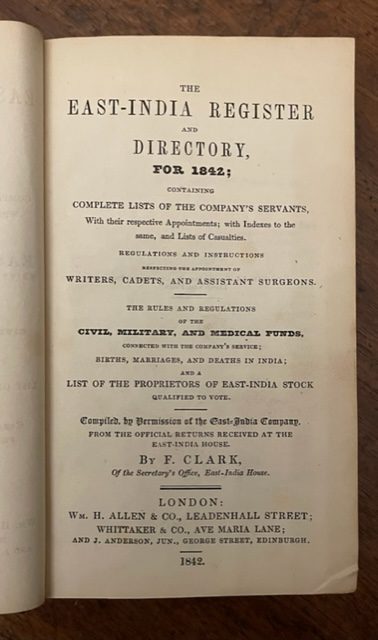 THE
EAST-INDIA REGISTER
AND
DIRECTORY,
FOR 1842;
CONTAINING
COMPLETE LISTS OF THE COMPANY'S SERVANTS,
With their respective Appointments; with Indexes to the
same, and Lists of Casualties.
REGULATIONS AND INSTRUCTIONS
RESPECTING THE APPOINTMENT OF
WRITERS, CADETS, AND ASSISTANT SURGEONS.
THE RULES AND REGULATIONS
OF THE
CIVIL, MILITARY, AND MEDICAL FUNDS,
CONNECTED WITH THE COMPANY'S SERVICE;
BIRTHS, MARRIAGES, AND DEATHS IN INDIA;
AND A
LIST OF THE PROPRIETORS OF EAST-INDIA STOCK
QUALIFIED TO VOTE.
Compiled, by Permission of the East-India Company,
FROM THE OFFICIAL RETURNS RECEIVED AT THE
EAST-INDIA HOUSE.
BY F. CLARK,
Of the Secretary's Office, East-India House.
LONDON:
WM. H. ALLEN & CO., LEADENHALL STREET;
WHITTAKER & CO., AVE MARIA LANE;
AND J. ANDERSON, JUN., GEORGE STREET, EDINBURGH.
1842.